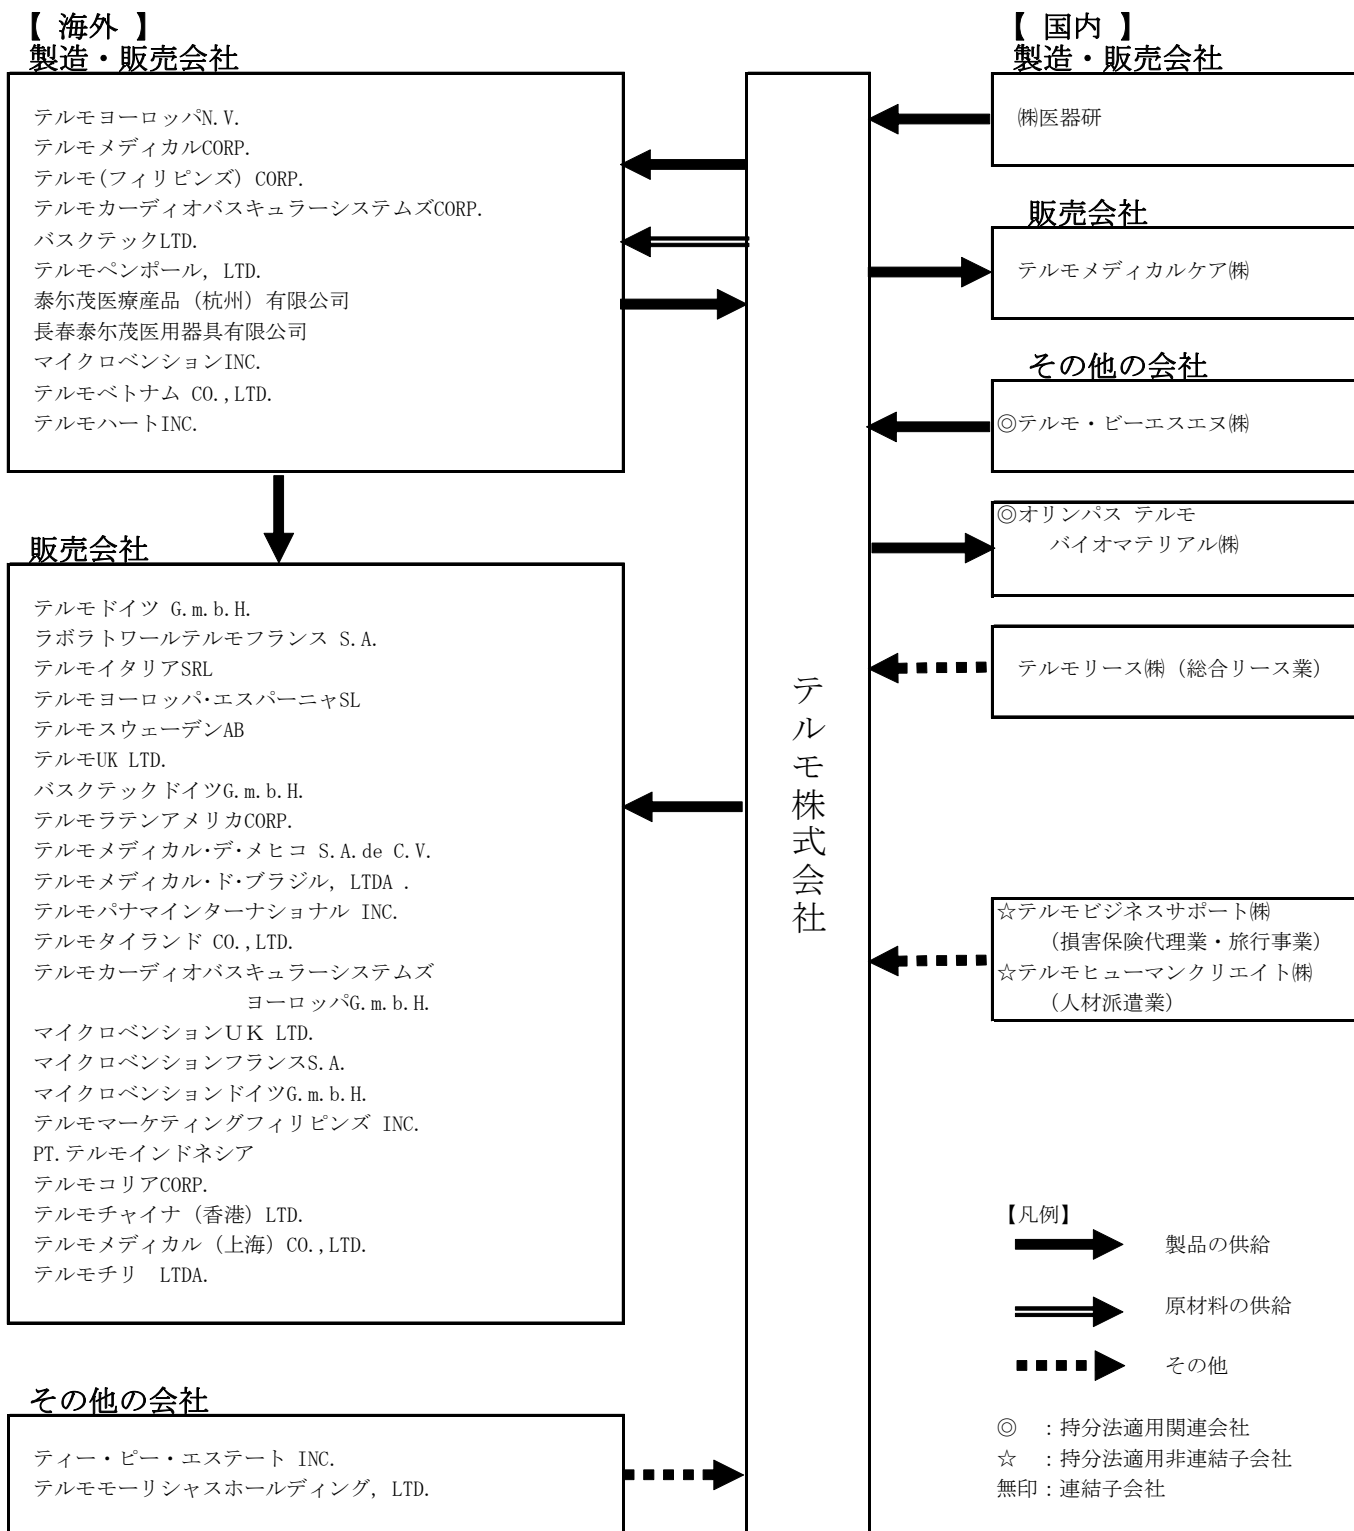 【 海外 】
製造・販売会社
テルモヨーロッパN.V.
テルモメディカルCORP.
テルモ(フィリピンズ) CORP.
テルモカーディオバスキュラーシステムズCORP.
バスクテックLTD.
テルモペンポール, LTD.
泰尓茂医療産品（杭州）有限公司
長春泰尓茂医用器具有限公司
マイクロベンションINC.
テルモベトナム CO.,LTD.
テルモハートINC.
販売会社
テルモドイツ G.m.b.H.
ラボラトワールテルモフランス S.A.
テルモイタリアSRL
テルモヨーロッパ・エスパーニャSL
テルモスウェーデンAB
テルモUK LTD.
バスクテックドイツG.m.b.H.
テルモラテンアメリカCORP.
テルモメディカル・デ・メヒコ S.A.de C.V.
テルモメディカル・ド・ブラジル, LTDA .
テルモパナマインターナショナル INC.
テルモタイランド CO.,LTD.
テルモカーディオバスキュラーシステムズ
ヨーロッパG.m.b.H.
マイクロベンションＵＫ LTD.
マイクロベンションフランスS.A.
マイクロベンションドイツG.m.b.H.
テルモマーケティングフィリピンズ INC.
PT.テルモインドネシア
テルモコリアCORP.
テルモチャイナ（香港）LTD.
テルモメディカル（上海）CO.,LTD.
テルモチリ　LTDA.
その他の会社
ティー・ピー・エステート INC.
テルモモーリシャスホールディング, LTD.
テルモ株式会社
【 国内 】
製造・販売会社
㈱医器研
販売会社
テルモメディカルケア㈱
その他の会社
◎テルモ・ビーエスエヌ㈱
◎オリンパス テルモ
バイオマテリアル㈱
テルモリース㈱（総合リース業）
☆テルモビジネスサポート㈱
（損害保険代理業・旅行事業）
☆テルモヒューマンクリエイト㈱
（人材派遣業）
【凡例】
製品の供給
原材料の供給
その他
◎　：持分法適用関連会社
☆　：持分法適用非連結子会社
無印：連結子会社